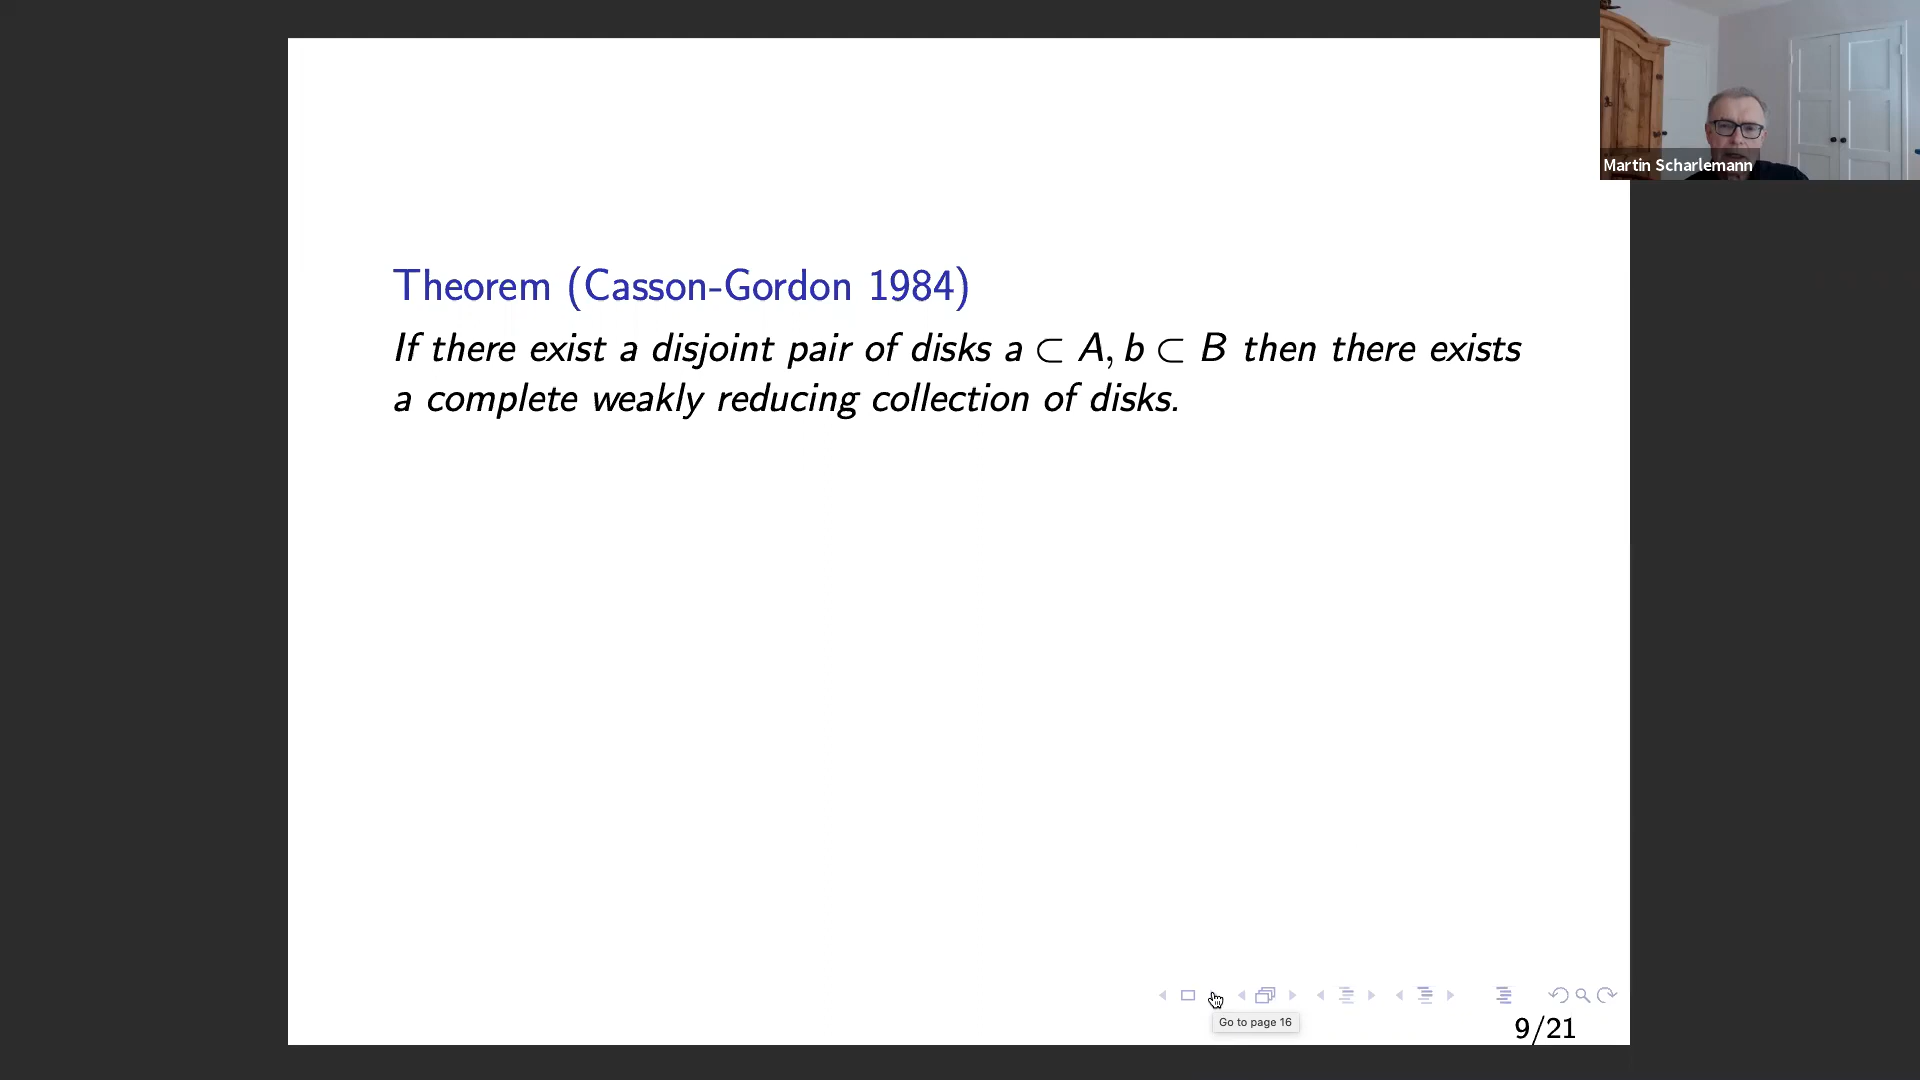 Martin Scharlemann
Theorem (Casson-Gordon 1984)
If there exist a disjoint pair of disks a ⊂ A, b ⊂ B then there exists
a complete weakly reducing collection of disks.
Go to page 16
9/21